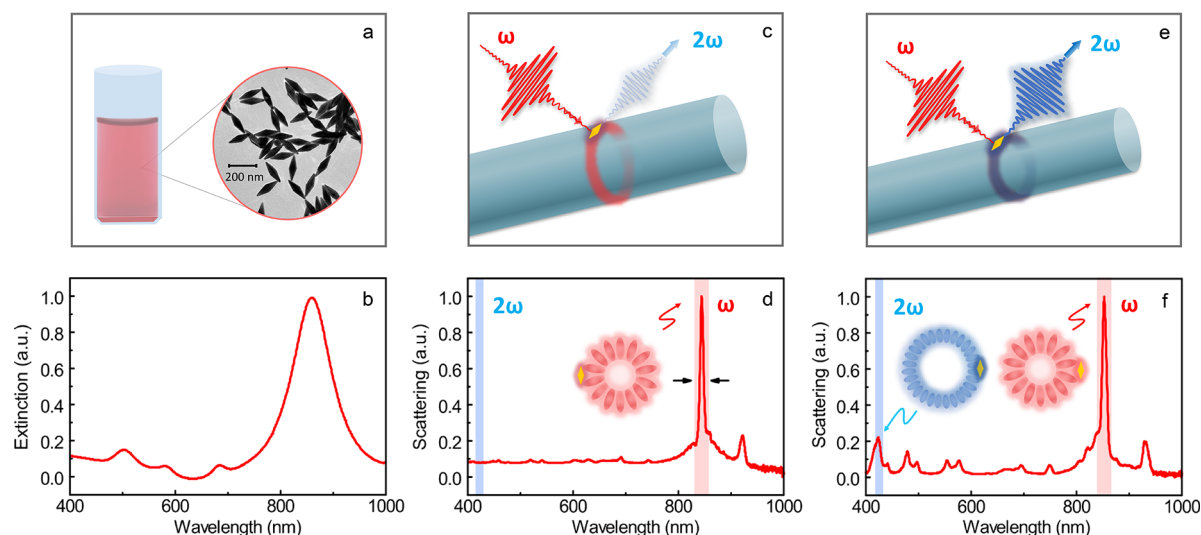 a
200 nm
c
ω
2ω
e
ω
2ω
b
1.0
0.8
0.6
0.4
0.2
0.0
Extinction (a.u.)
400
600
800
1000
Wavelength (nm)
d
2ω
ω
1.0
0.8
0.6
0.4
0.2
0.0
Scattering (a.u.)
400
600
800
1000
Wavelength (nm)
f
2ω
ω
1.0
0.8
0.6
0.4
0.2
0.0
Scattering (a.u.)
400
600
800
1000
Wavelength (nm)